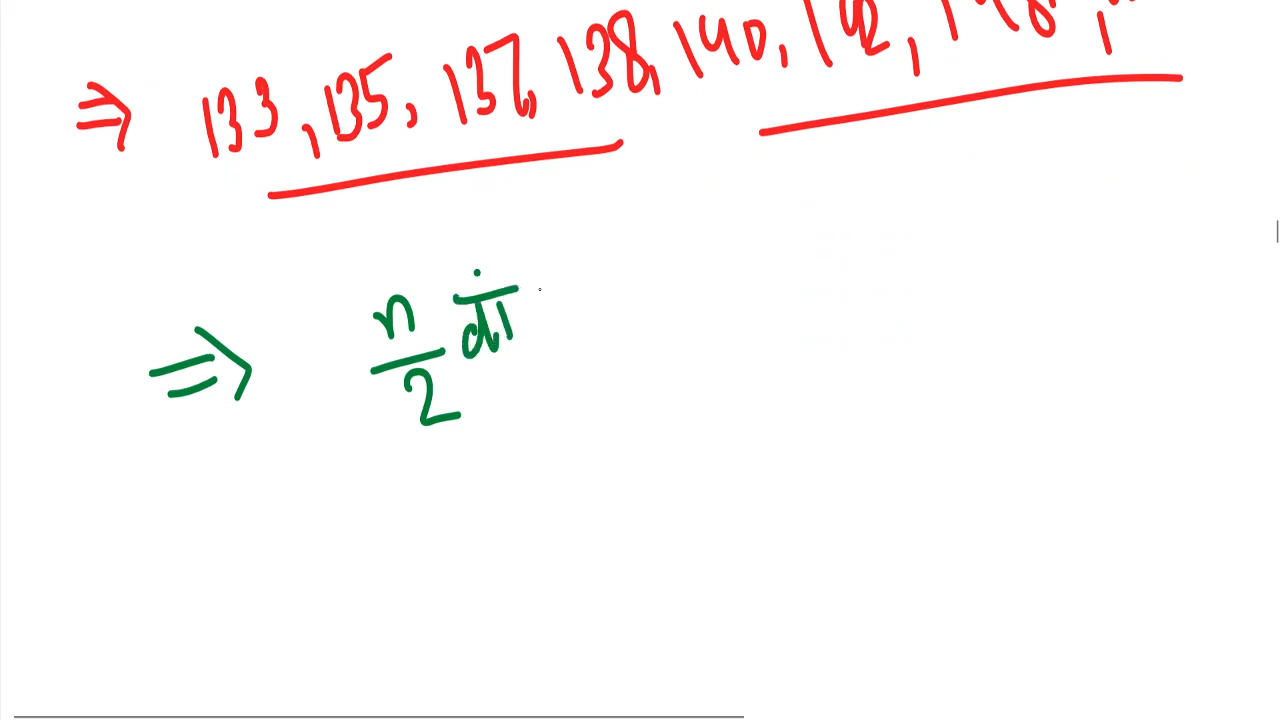 ⇒ 133, 135, 137, 138, 140, 142,
⇒ n/2 वीं